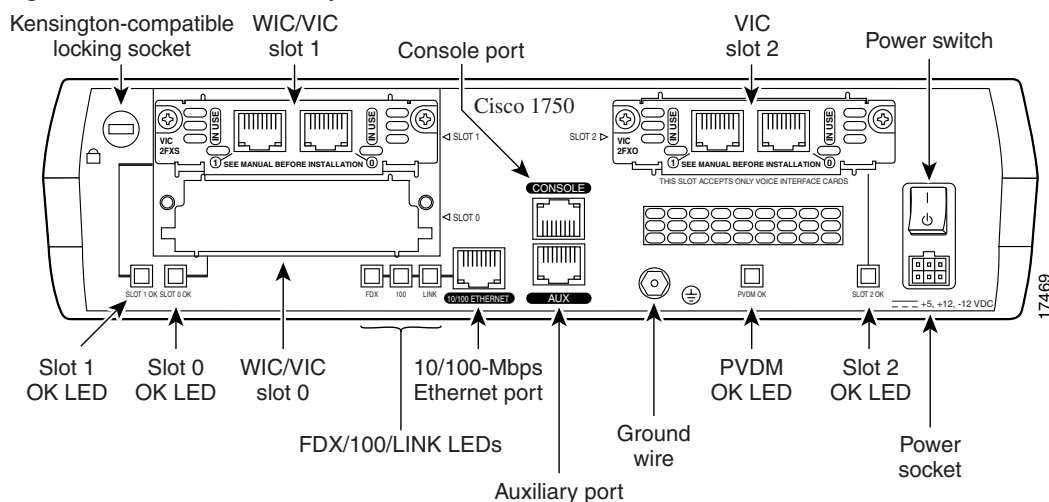 Kensington-compatible
locking socket
WIC/VIC
slot 1
Console port
VIC
slot 2
Power switch
Cisco 1750
VIC
2FXS
IN USE
IN USE
SLOT 1
1 SEE MANUAL BEFORE INSTALLATION 0
SLOT 2
VIC
2FXO
IN USE
IN USE
1 SEE MANUAL BEFORE INSTALLATION 0
THIS SLOT ACCEPTS ONLY VOICE INTERFACE CARDS
CONSOLE
SLOT 0
SLOT 1 OK
SLOT 0 OK
FDX
100
LINK
10/100 ETHERNET
AUX
PVDM OK
SLOT 2 OK
+5, +12, -12 VDC
17469
Slot 1
OK LED
Slot 0
OK LED
WIC/VIC
slot 0
10/100-Mbps
Ethernet port
PVDM
OK LED
Slot 2
OK LED
FDX/100/LINK LEDs
Ground
wire
Power
socket
Auxiliary port